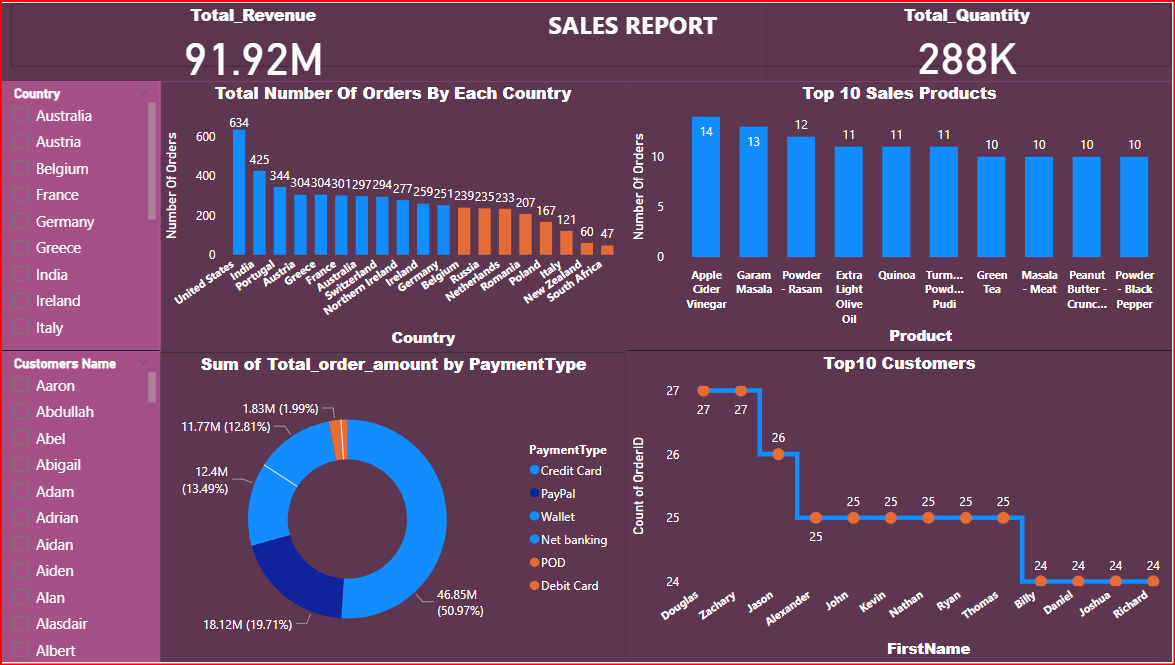 Total_Revenue
91.92M
SALES REPORT
Total_Quantity
288K
Country
Australia
Austria
Belgium
France
Germany
Greece
India
Ireland
Italy
Total Number Of Orders By Each Country
Number Of Orders
600
400
200
0
634
425
344
304
304
301
297
294
277
259
251
239
235
233
207
167
121
60
47
United States
India
Portugal
Austria
Greece
France
Australia
Switzerland
Northern Ireland
Ireland
Germany
Belgium
Russia
Netherlands
Romania
Poland
Italy
New Zealand
South Africa
Country
Top 10 Sales Products
Number Of Orders
10
5
0
14
13
12
11
11
11
10
10
10
10
Apple Cider Vinegar
Garam Masala
Powder - Rasam
Extra Light Olive Oil
Quinoa
Turm... Powd... Pudi
Green Tea
Masala - Meat
Peanut Butter - Crunc...
Powder - Black Pepper
Product
Customers Name
Aaron
Abdullah
Abel
Abigail
Adam
Adrian
Aidan
Aiden
Alan
Alasdair
Albert
Sum of Total_order_amount by PaymentType
1.83M (1.99%)
11.77M (12.81%)
12.4M
(13.49%)
18.12M (19.71%)
46.85M
(50.97%)
PaymentType
Credit Card
PayPal
Wallet
Net banking
POD
Debit Card
Top10 Customers
Count of OrderID
27
26
25
24
27
27
26
25
25
25
25
25
25
24
24
24
24
Douglas
Zachary
Jason
Alexander
John
Kevin
Nathan
Ryan
Thomas
Billy
Daniel
Joshua
Richard
FirstName